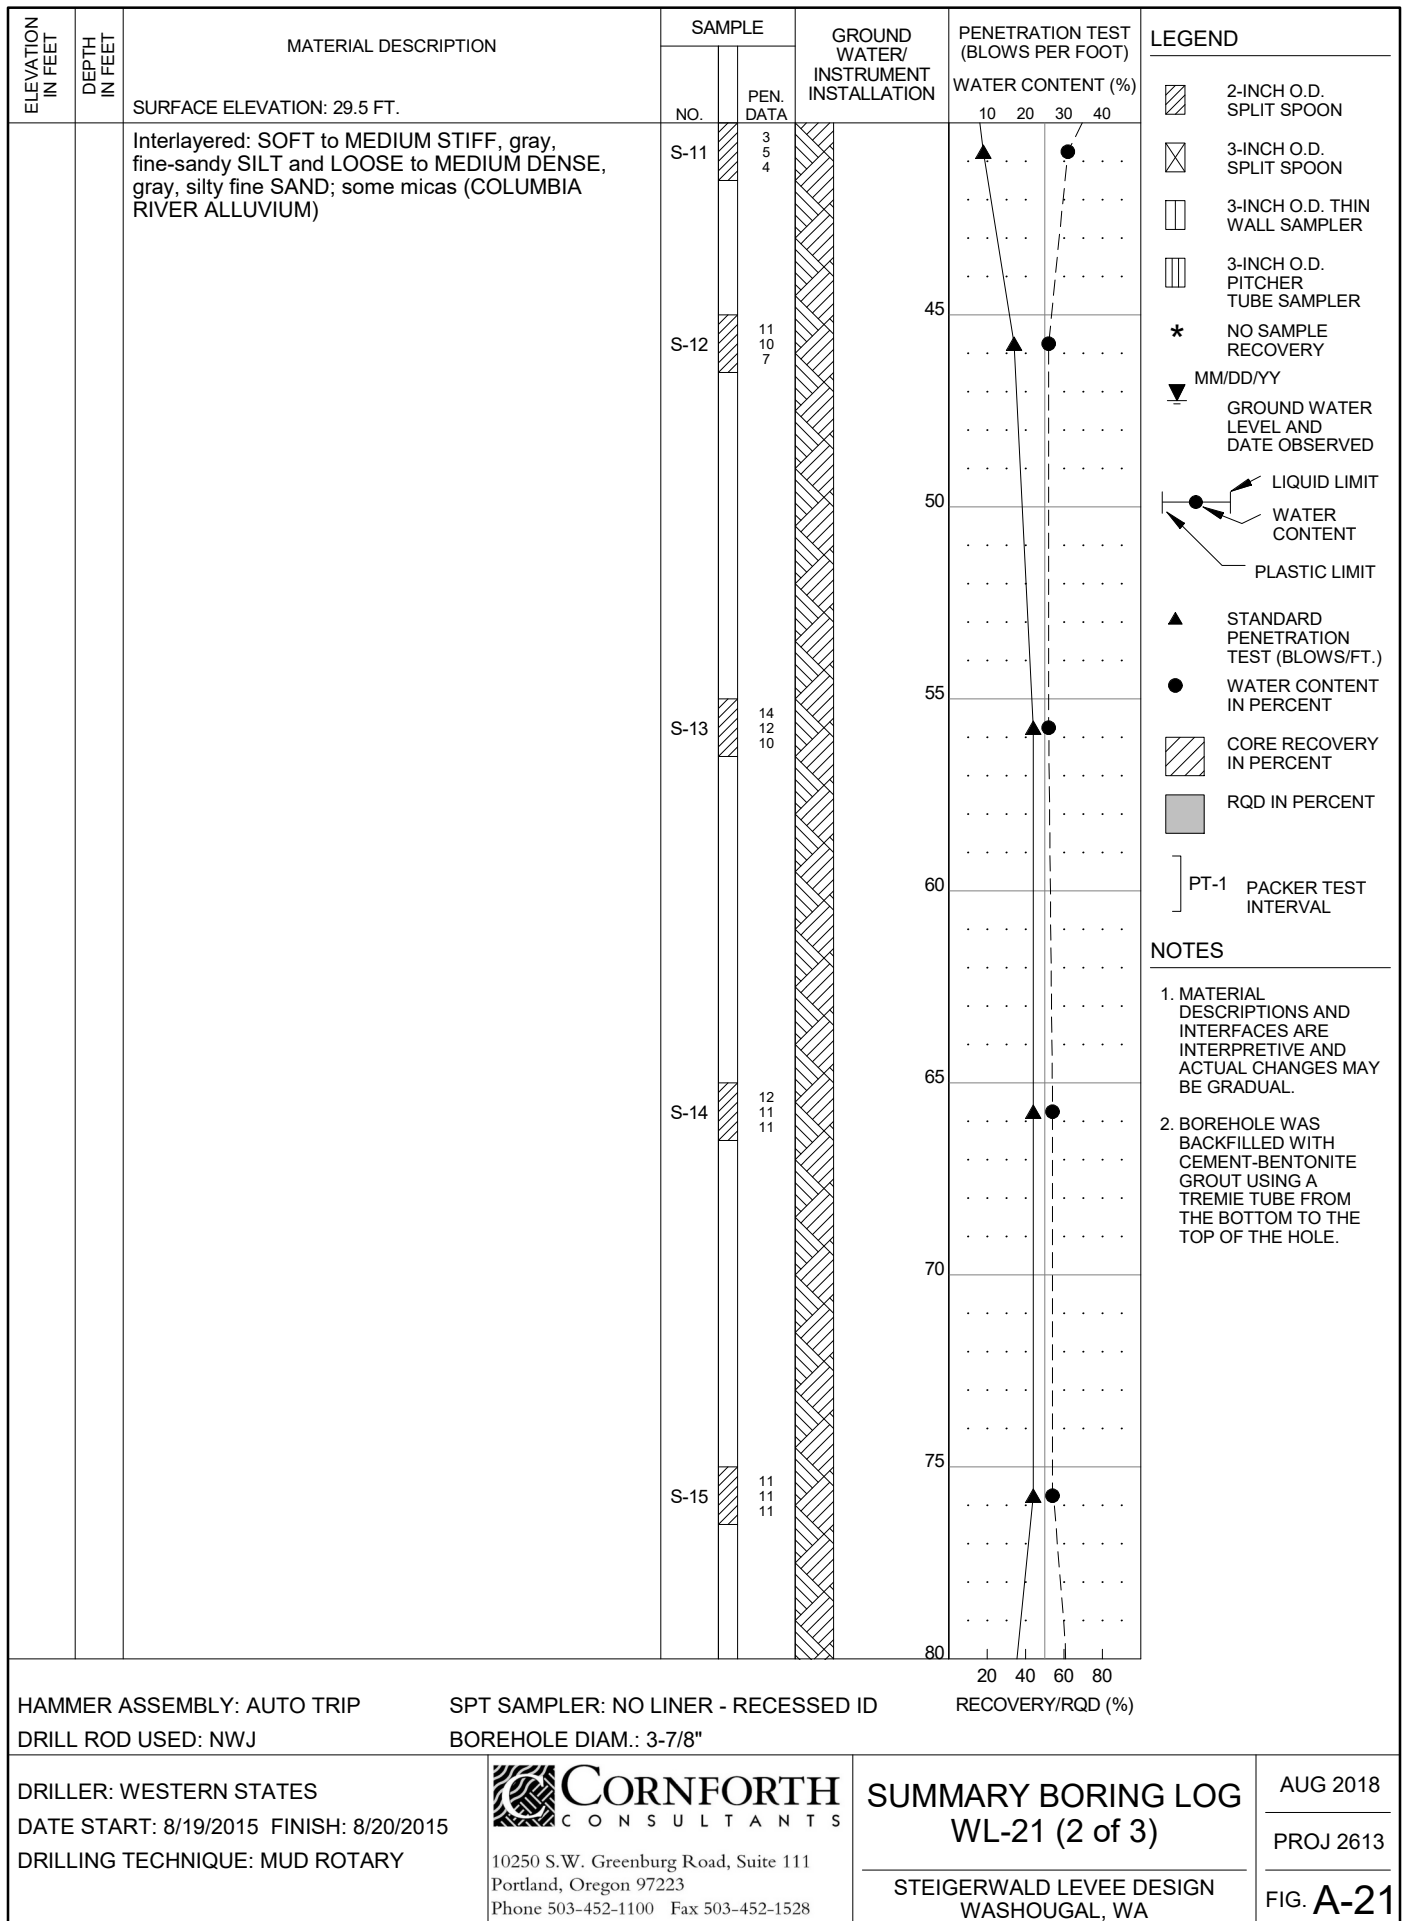 ELEVATION
IN FEET
DEPTH
IN FEET
MATERIAL DESCRIPTION
SURFACE ELEVATION: 29.5 FT.
SAMPLE
NO.
PEN.
DATA
GROUND
WATER/
INSTRUMENT
INSTALLATION
PENETRATION TEST
(BLOWS PER FOOT)
WATER CONTENT (%)
10 20 30 40
Interlayered: SOFT to MEDIUM STIFF, gray,
fine-sandy SILT and LOOSE to MEDIUM DENSE,
gray, silty fine SAND; some micas (COLUMBIA
RIVER ALLUVIUM)
S-11
3
5
4
45
S-12
11
10
7
50
55
S-13
14
12
10
60
65
S-14
12
11
11
70
75
S-15
11
11
11
80
20 40 60 80
RECOVERY/RQD (%)
LEGEND
2-INCH O.D.
SPLIT SPOON
3-INCH O.D.
SPLIT SPOON
3-INCH O.D. THIN
WALL SAMPLER
3-INCH O.D.
PITCHER
TUBE SAMPLER
* NO SAMPLE
RECOVERY
MM/DD/YY
GROUND WATER
LEVEL AND
DATE OBSERVED
LIQUID LIMIT
WATER
CONTENT
PLASTIC LIMIT
STANDARD
PENETRATION
TEST (BLOWS/FT.)
WATER CONTENT
IN PERCENT
CORE RECOVERY
IN PERCENT
RQD IN PERCENT
PT-1 PACKER TEST
INTERVAL
NOTES
1. MATERIAL
DESCRIPTIONS AND
INTERFACES ARE
INTERPRETIVE AND
ACTUAL CHANGES MAY
BE GRADUAL.
2. BOREHOLE WAS
BACKFILLED WITH
CEMENT-BENTONITE
GROUT USING A
TREMIE TUBE FROM
THE BOTTOM TO THE
TOP OF THE HOLE.
HAMMER ASSEMBLY: AUTO TRIP
SPT SAMPLER: NO LINER - RECESSED ID
DRILL ROD USED: NWJ
BOREHOLE DIAM.: 3-7/8"
DRILLER: WESTERN STATES
DATE START: 8/19/2015 FINISH: 8/20/2015
DRILLING TECHNIQUE: MUD ROTARY
CORNFORTH
CONSULTANTS
10250 S.W. Greenburg Road, Suite 111
Portland, Oregon 97223
Phone 503-452-1100 Fax 503-452-1528
SUMMARY BORING LOG
WL-21 (2 of 3)
STEIGERWALD LEVEE DESIGN
WASHOUGAL, WA
AUG 2018
PROJ 2613
FIG. A-21